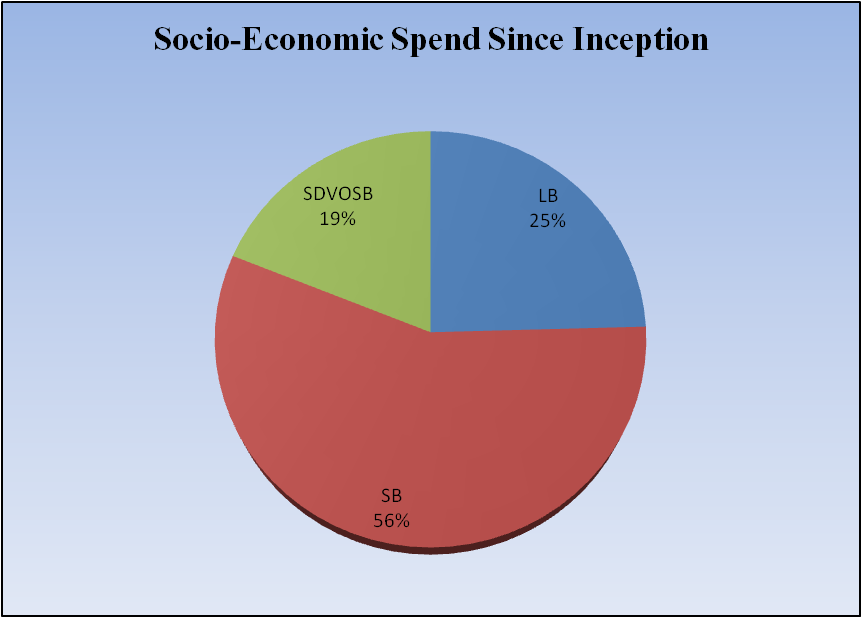 Socio-Economic Spend Since Inception
SDVOSB
19%
LB
25%
SB
56%